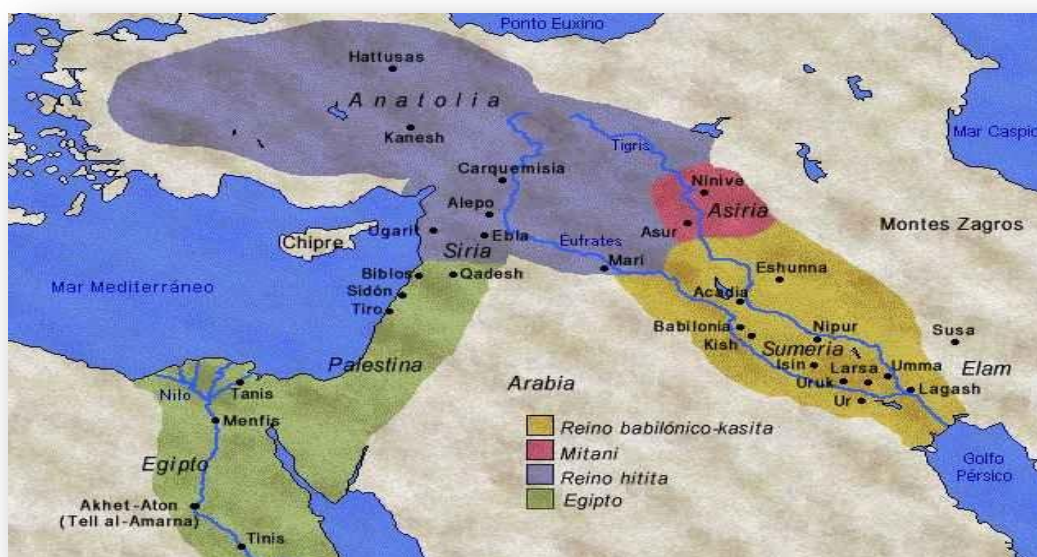 Ponto Euxino
Hattusas
Anatolia
Kanesh
Tigris
Mar Caspio
Carquemisia
Ninive
Alepo
Asiria
Montes Zagros
Ugarit
Asur
Chipre
Ebla
Siria
Éufrates
Mari
Biblos
Qadesh
Eshunna
Mar Mediterráneo
Sidón
Acadia
Tiro
Babilonia
Nipur
Susa
Kish
Sumeria
Palestina
Isin
Larsa
Umma
Elam
Arabia
Nilo
Tanis
Uruk
Lagash
Ur
Menfis
Reino babilónico-kasita
Mitani
Egipto
Reino hitita
Golfo
Pérsico
Egipto
Akhet-Aton
(Tell al-Amarna)
Tinis